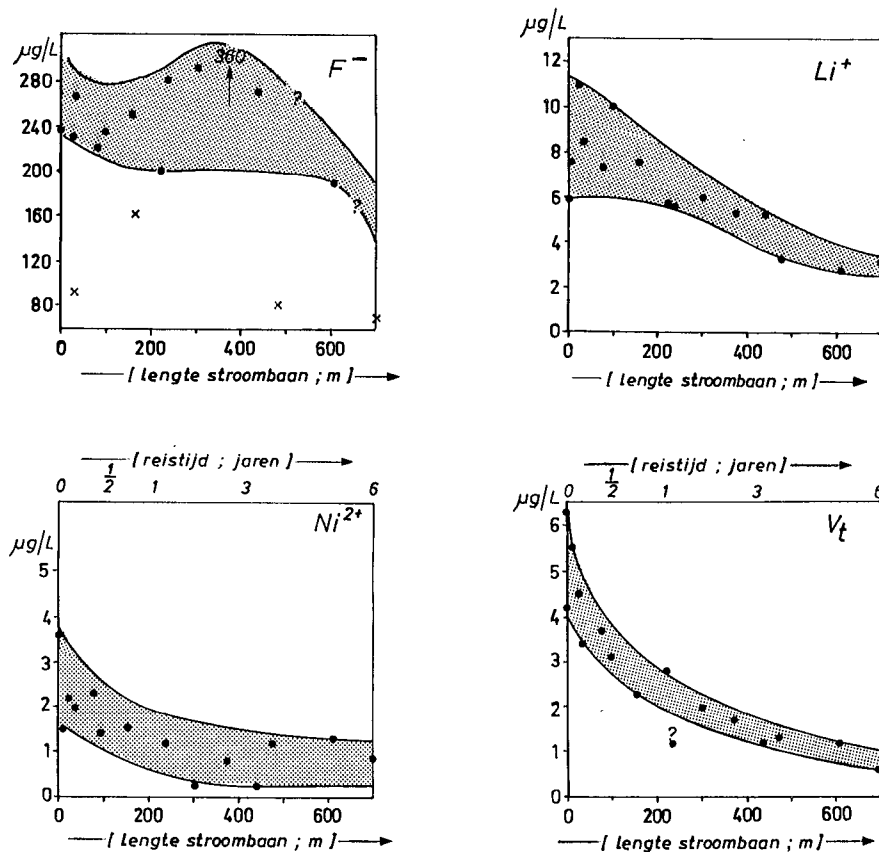 µg/L
F⁻
360
280
240
200
160
120
80
?
?
0 200 400 600
[ lengte stroombaan ; m ]
µg/L
Li⁺
12
10
8
6
4
2
0
0 200 400 600
[ lengte stroombaan ; m ]
[ reistijd ; jaren ]
0 1/2 1 3 6
µg/L
Ni²⁺
5
4
3
2
1
0
0 200 400 600
[ lengte stroombaan ; m ]
[ reistijd ; jaren ]
0 1/2 1 3 6
µg/L
Vt
6
5
4
3
2
1
0
?
0 200 400 600
[ lengte stroombaan ; m ]